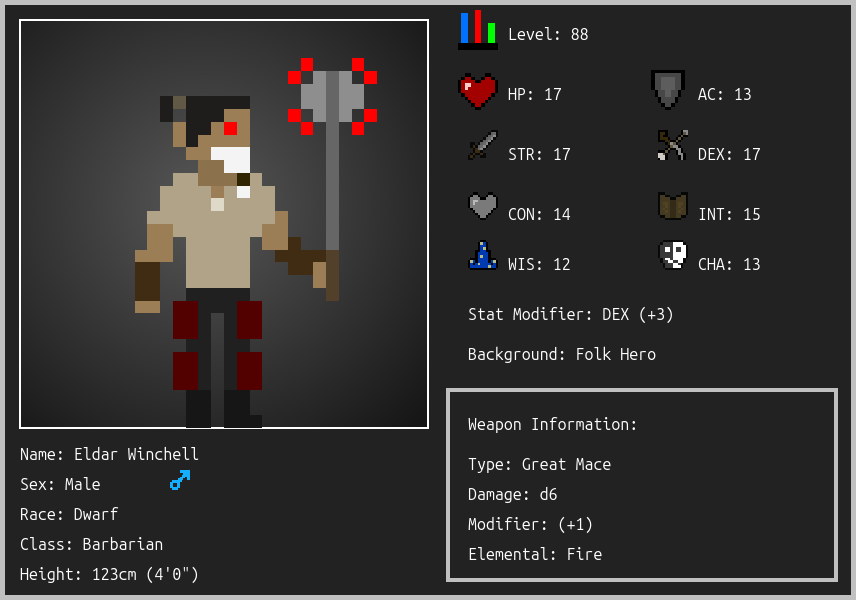 Level: 88
HP: 17
AC: 13
STR: 17
DEX: 17
CON: 14
INT: 15
WIS: 12
CHA: 13
Stat Modifier: DEX (+3)
Background: Folk Hero
Weapon Information:
Type: Great Mace
Damage: d6
Modifier: (+1)
Elemental: Fire
Name: Eldar Winchell
Sex: Male
Race: Dwarf
Class: Barbarian
Height: 123cm (4'0")